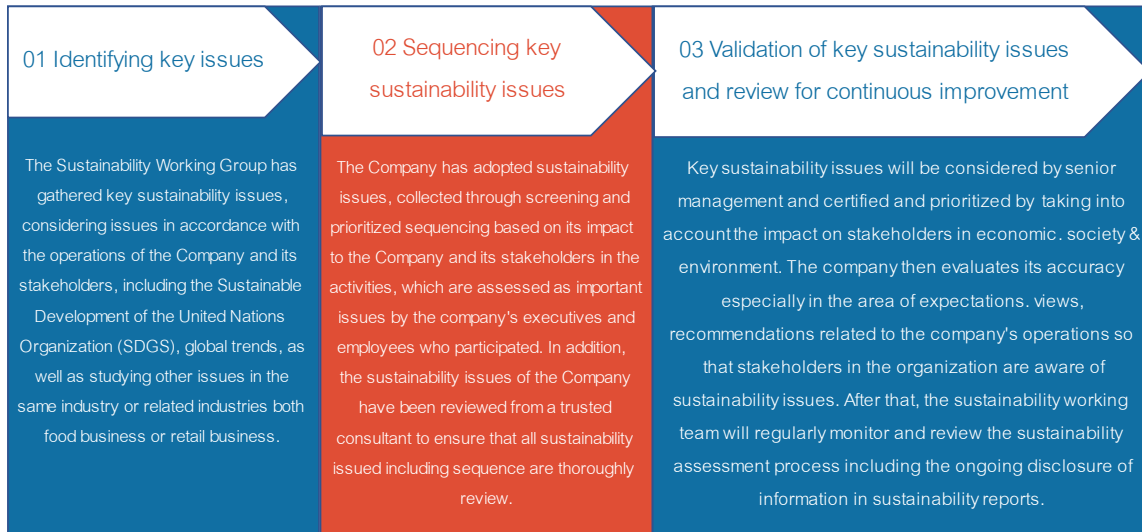 01 Identifying key issues
The Sustainability Working Group has
gathered key sustainability issues,
considering issues in accordance with
the operations of the Company and its
stakeholders, including the Sustainable
Development of the United Nations
Organization (SDGS), global trends, as
well as studying other issues in the
same industry or related industries both
food business or retail business.
02 Sequencing key
sustainability issues
The Company has adopted sustainability
issues, collected through screening and
prioritized sequencing based on its impact
to the Company and its stakeholders in the
activities, which are assessed as important
issues by the company's executives and
employees who participated. In addition,
the sustainability issues of the Company
have been reviewed from a trusted
consultant to ensure that all sustainability
issued including sequence are thoroughly
review.
03 Validation of key sustainability issues
and review for continuous improvement
Key sustainability issues will be considered by senior
management and certified and prioritized by taking into
account the impact on stakeholders in economic. society &
environment. The company then evaluates its accuracy
especially in the area of expectations. views,
recommendations related to the company's operations so
that stakeholders in the organization are aware of
sustainability issues. After that, the sustainability working
team will regularly monitor and review the sustainability
assessment process including the ongoing disclosure of
information in sustainability reports.